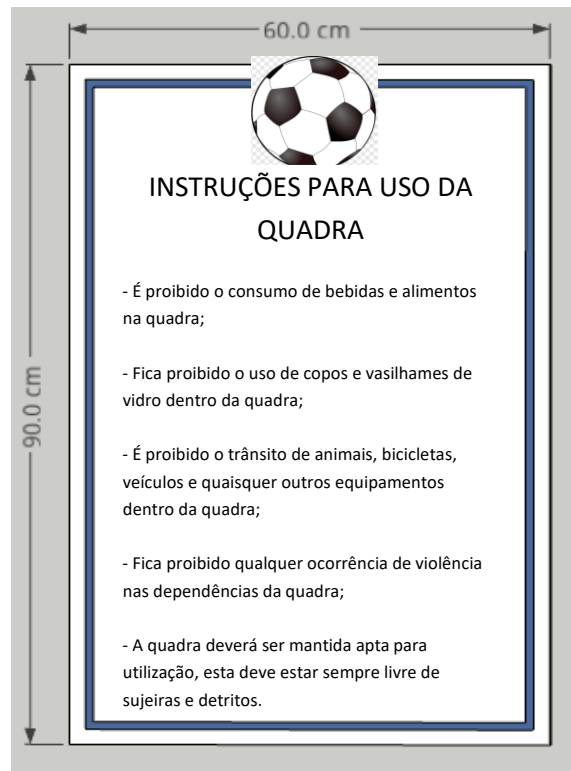 60.0 cm
90.0 cm
INSTRUÇÕES PARA USO DA
QUADRA
- É proibido o consumo de bebidas e alimentos
na quadra;
- Fica proibido o uso de copos e vasilhames de
vidro dentro da quadra;
- É proibido o trânsito de animais, bicicletas,
veículos e quaisquer outros equipamentos
dentro da quadra;
- Fica proibido qualquer ocorrência de violência
nas dependências da quadra;
- A quadra deverá ser mantida apta para
utilização, esta deve estar sempre livre de
sujeiras e detritos.